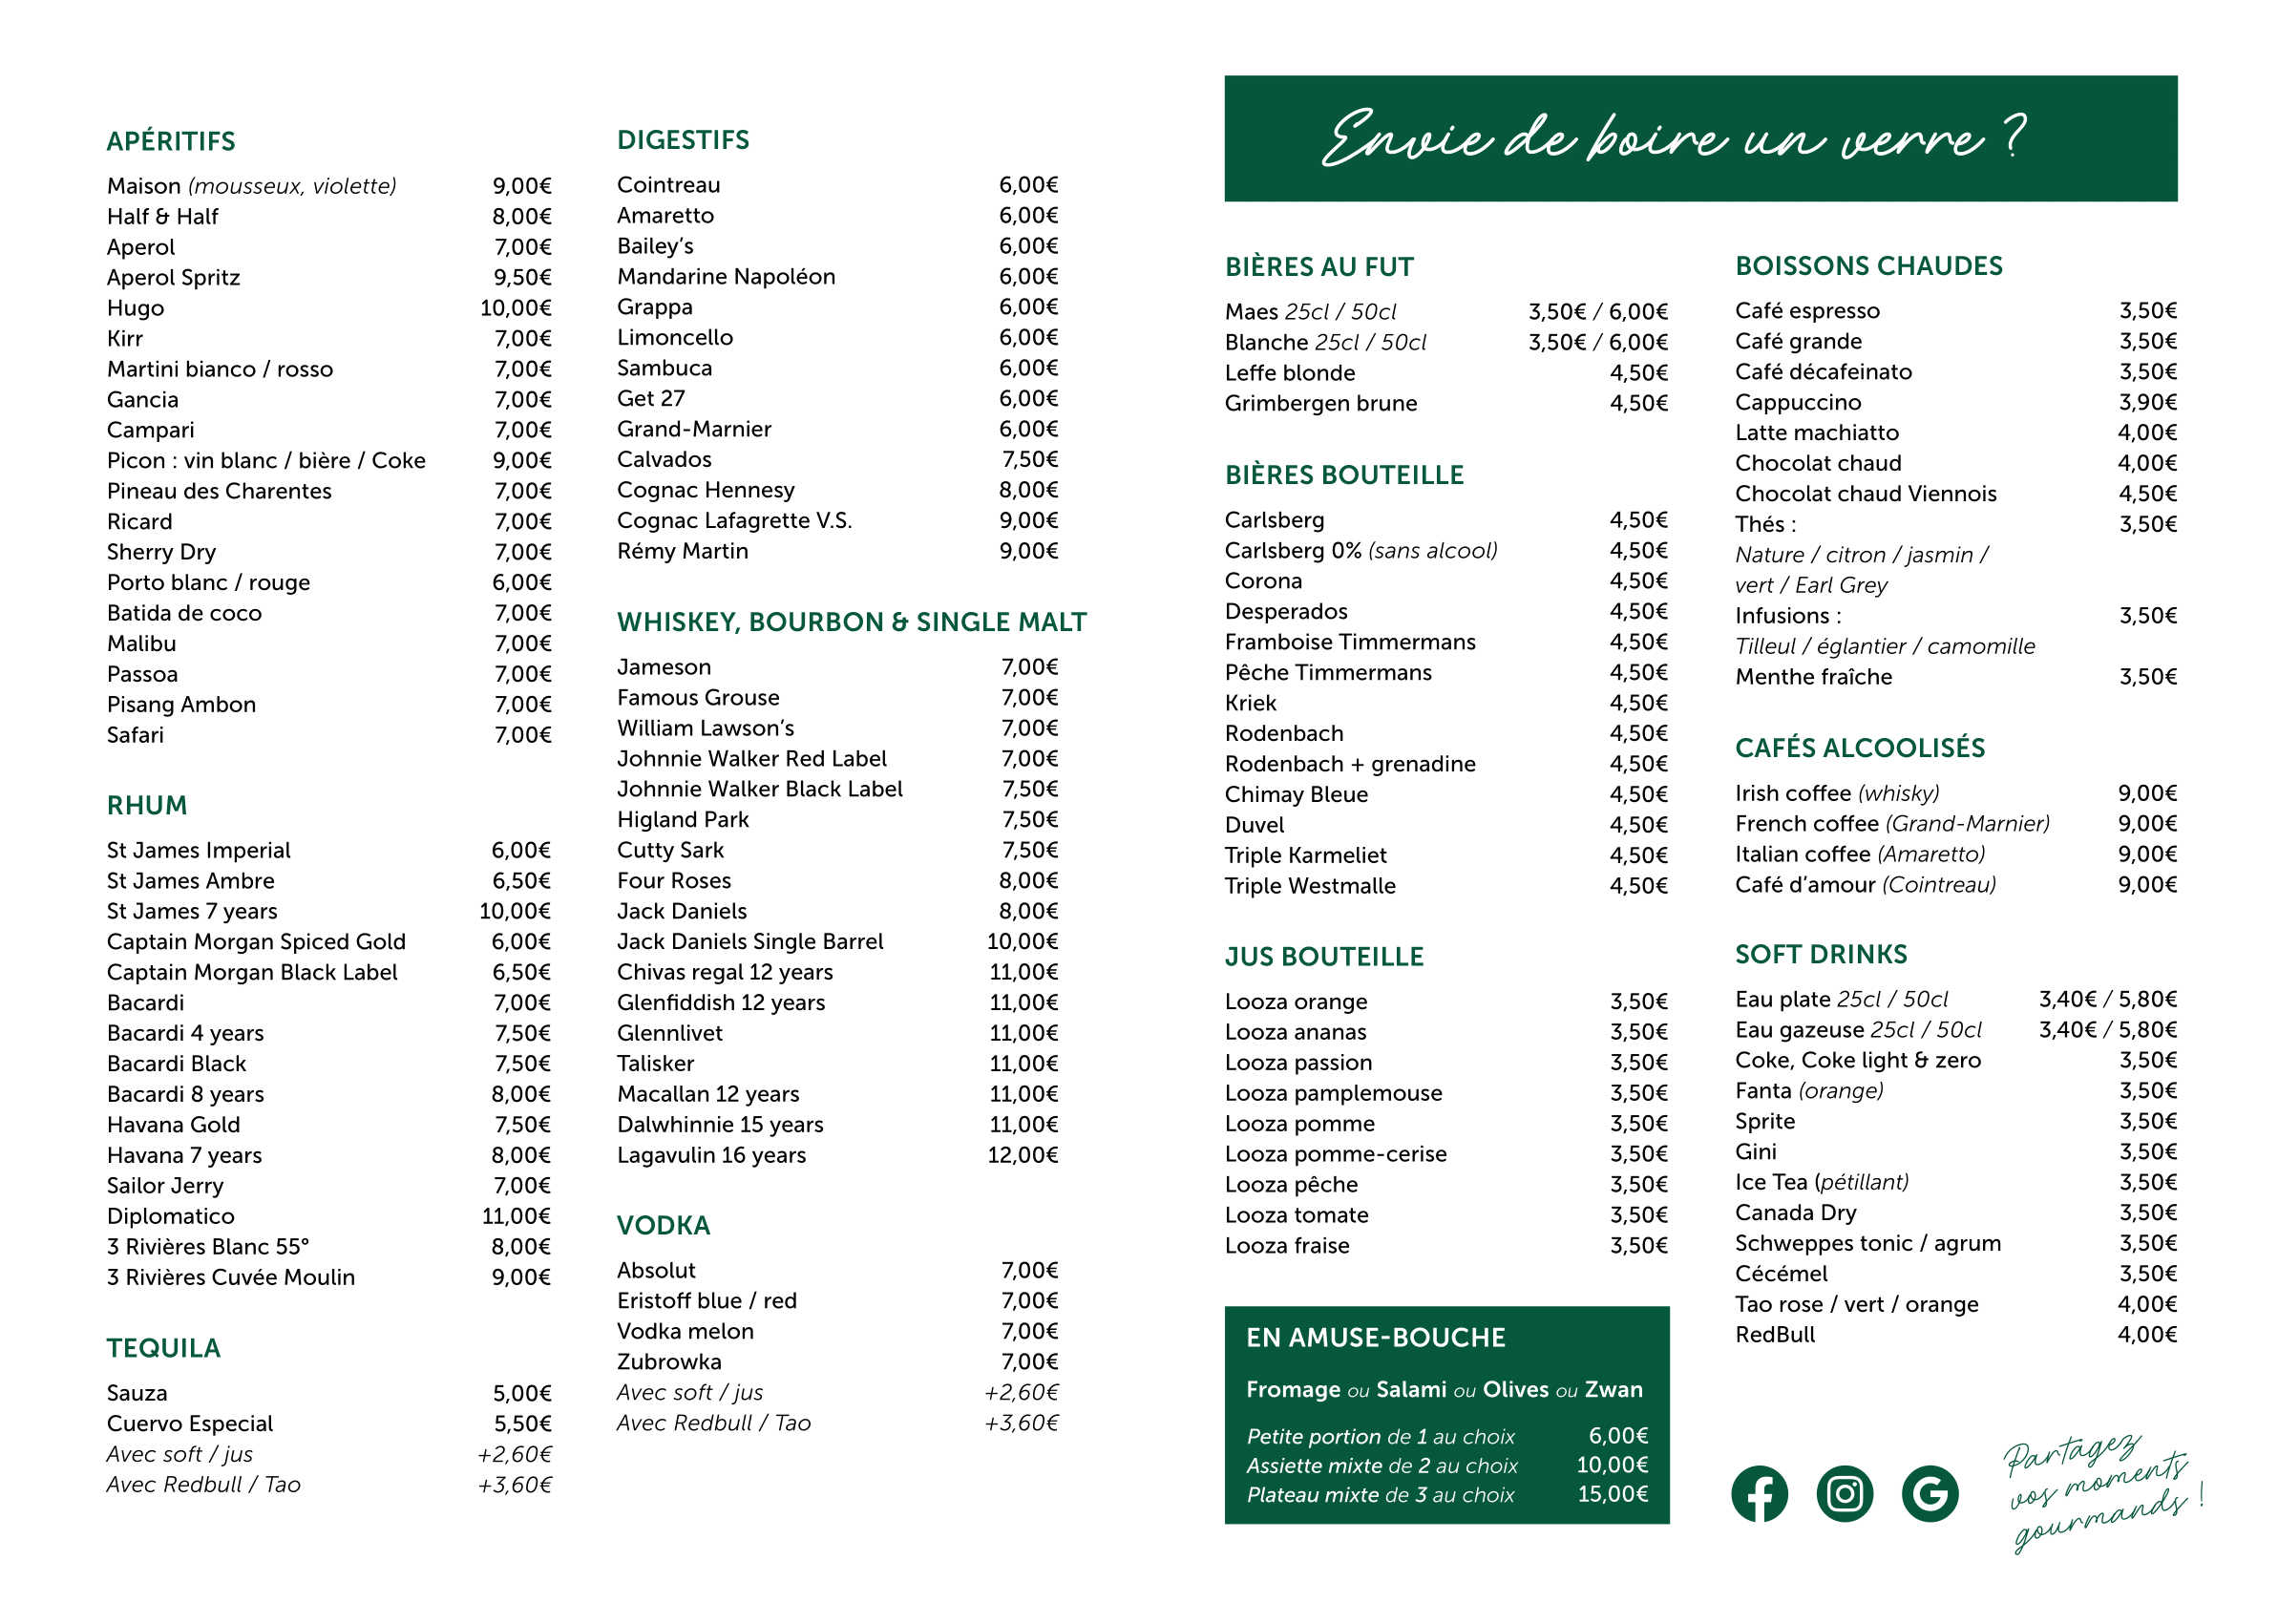 APÉRITIFS
Maison (mousseux, violette) 9,00€
Half & Half 8,00€
Aperol 7,00€
Aperol Spritz 9,50€
Hugo 10,00€
Kirr 7,00€
Martini bianco / rosso 7,00€
Gancia 7,00€
Campari 7,00€
Picon : vin blanc / bière / Coke 9,00€
Pineau des Charentes 7,00€
Ricard 7,00€
Sherry Dry 7,00€
Porto blanc / rouge 6,00€
Batida de coco 7,00€
Malibu 7,00€
Passoa 7,00€
Pisang Ambon 7,00€
Safari 7,00€
RHUM
St James Imperial 6,00€
St James Ambre 6,50€
St James 7 years 10,00€
Captain Morgan Spiced Gold 6,00€
Captain Morgan Black Label 6,50€
Bacardi 7,00€
Bacardi 4 years 7,50€
Bacardi Black 7,50€
Bacardi 8 years 8,00€
Havana Gold 7,50€
Havana 7 years 8,00€
Sailor Jerry 7,00€
Diplomatico 11,00€
3 Rivières Blanc 55° 8,00€
3 Rivières Cuvée Moulin 9,00€
TEQUILA
Sauza 5,00€
Cuervo Especial 5,50€
Avec soft / jus +2,60€
Avec Redbull / Tao +3,60€
DIGESTIFS
Cointreau 6,00€
Amaretto 6,00€
Bailey's 6,00€
Mandarine Napoléon 6,00€
Grappa 6,00€
Limoncello 6,00€
Sambuca 6,00€
Get 27 6,00€
Grand-Marnier 6,00€
Calvados 7,50€
Cognac Hennesy 8,00€
Cognac Lafagrette V.S. 9,00€
Rémy Martin 9,00€
WHISKEY, BOURBON & SINGLE MALT
Jameson 7,00€
Famous Grouse 7,00€
William Lawson's 7,00€
Johnnie Walker Red Label 7,00€
Johnnie Walker Black Label 7,50€
Higland Park 7,50€
Cutty Sark 7,50€
Four Roses 8,00€
Jack Daniels 8,00€
Jack Daniels Single Barrel 10,00€
Chivas regal 12 years 11,00€
Glenfiddish 12 years 11,00€
Glennlivet 11,00€
Talisker 11,00€
Macallan 12 years 11,00€
Dalwhinnie 15 years 11,00€
Lagavulin 16 years 12,00€
VODKA
Absolut 7,00€
Eristoff blue / red 7,00€
Vodka melon 7,00€
Zubrowka 7,00€
Avec soft / jus +2,60€
Avec Redbull / Tao +3,60€
Envie de boire un verre ?
BIÈRES AU FUT
Maes 25cl / 50cl 3,50€ / 6,00€
Blanche 25cl / 50cl 3,50€ / 6,00€
Leffe blonde 4,50€
Grimbergen brune 4,50€
BIÈRES BOUTEILLE
Carlsberg 4,50€
Carlsberg 0% (sans alcool) 4,50€
Corona 4,50€
Desperados 4,50€
Framboise Timmermans 4,50€
Pêche Timmermans 4,50€
Kriek 4,50€
Rodenbach 4,50€
Rodenbach + grenadine 4,50€
Chimay Bleue 4,50€
Duvel 4,50€
Triple Karmeliet 4,50€
Triple Westmalle 4,50€
JUS BOUTEILLE
Looza orange 3,50€
Looza ananas 3,50€
Looza passion 3,50€
Looza pamplemouse 3,50€
Looza pomme 3,50€
Looza pomme-cerise 3,50€
Looza pêche 3,50€
Looza tomate 3,50€
Looza fraise 3,50€
EN AMUSE-BOUCHE
Fromage ou Salami ou Olives ou Zwan
Petite portion de 1 au choix 6,00€
Assiette mixte de 2 au choix 10,00€
Plateau mixte de 3 au choix 15,00€
BOISSONS CHAUDES
Café espresso 3,50€
Café grande 3,50€
Café décafeinato 3,50€
Cappuccino 3,90€
Latte machiatto 4,00€
Chocolat chaud 4,00€
Chocolat chaud Viennois 4,50€
Thés : 3,50€
Nature / citron / jasmin /
vert / Earl Grey
Infusions : 3,50€
Tilleul / églantier / camomille
Menthe fraîche 3,50€
CAFÉS ALCOOLISÉS
Irish coffee (whisky) 9,00€
French coffee (Grand-Marnier) 9,00€
Italian coffee (Amaretto) 9,00€
Café d'amour (Cointreau) 9,00€
SOFT DRINKS
Eau plate 25cl / 50cl 3,40€ / 5,80€
Eau gazeuse 25cl / 50cl 3,40€ / 5,80€
Coke, Coke light & zero 3,50€
Fanta (orange) 3,50€
Sprite 3,50€
Gini 3,50€
Ice Tea (pétillant) 3,50€
Canada Dry 3,50€
Schweppes tonic / agrum 3,50€
Cécémel 3,50€
Tao rose / vert / orange 4,00€
RedBull 4,00€
Partagez
vos moments
gourmands !